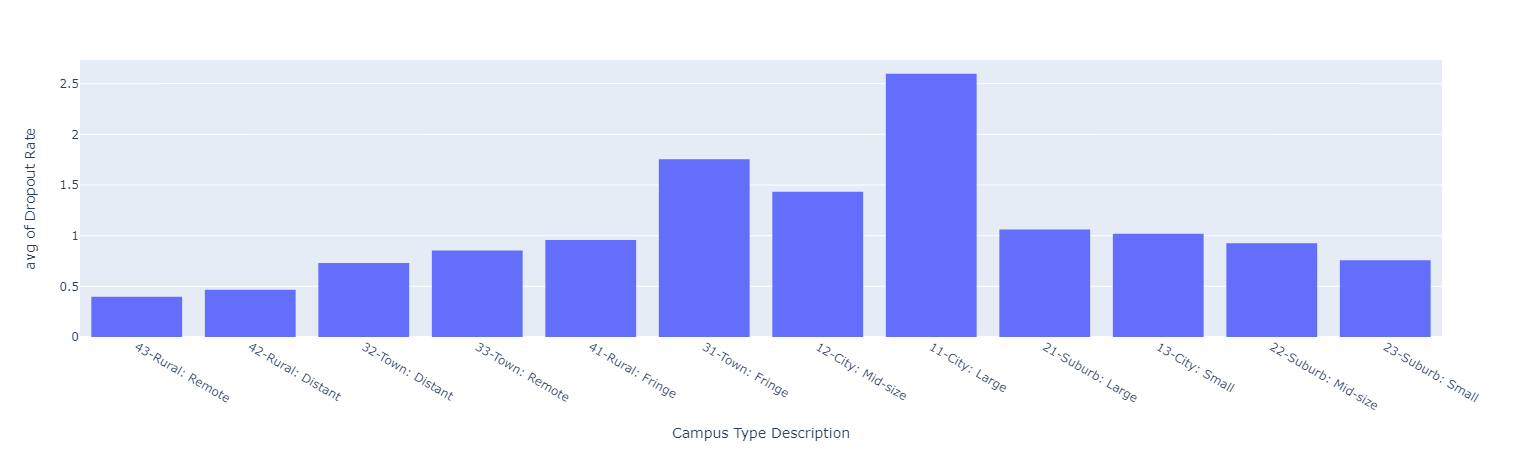 2.5
2
1.5
1
0.5
0
avg of Dropout Rate
43-Rural: Remote
42-Rural: Distant
32-Town: Distant
33-Town: Remote
41-Rural: Fringe
31-Town: Fringe
12-City: Mid-size
11-City: Large
21-Suburb: Large
13-City: Small
22-Suburb: Mid-size
23-Suburb: Small
Campus Type Description